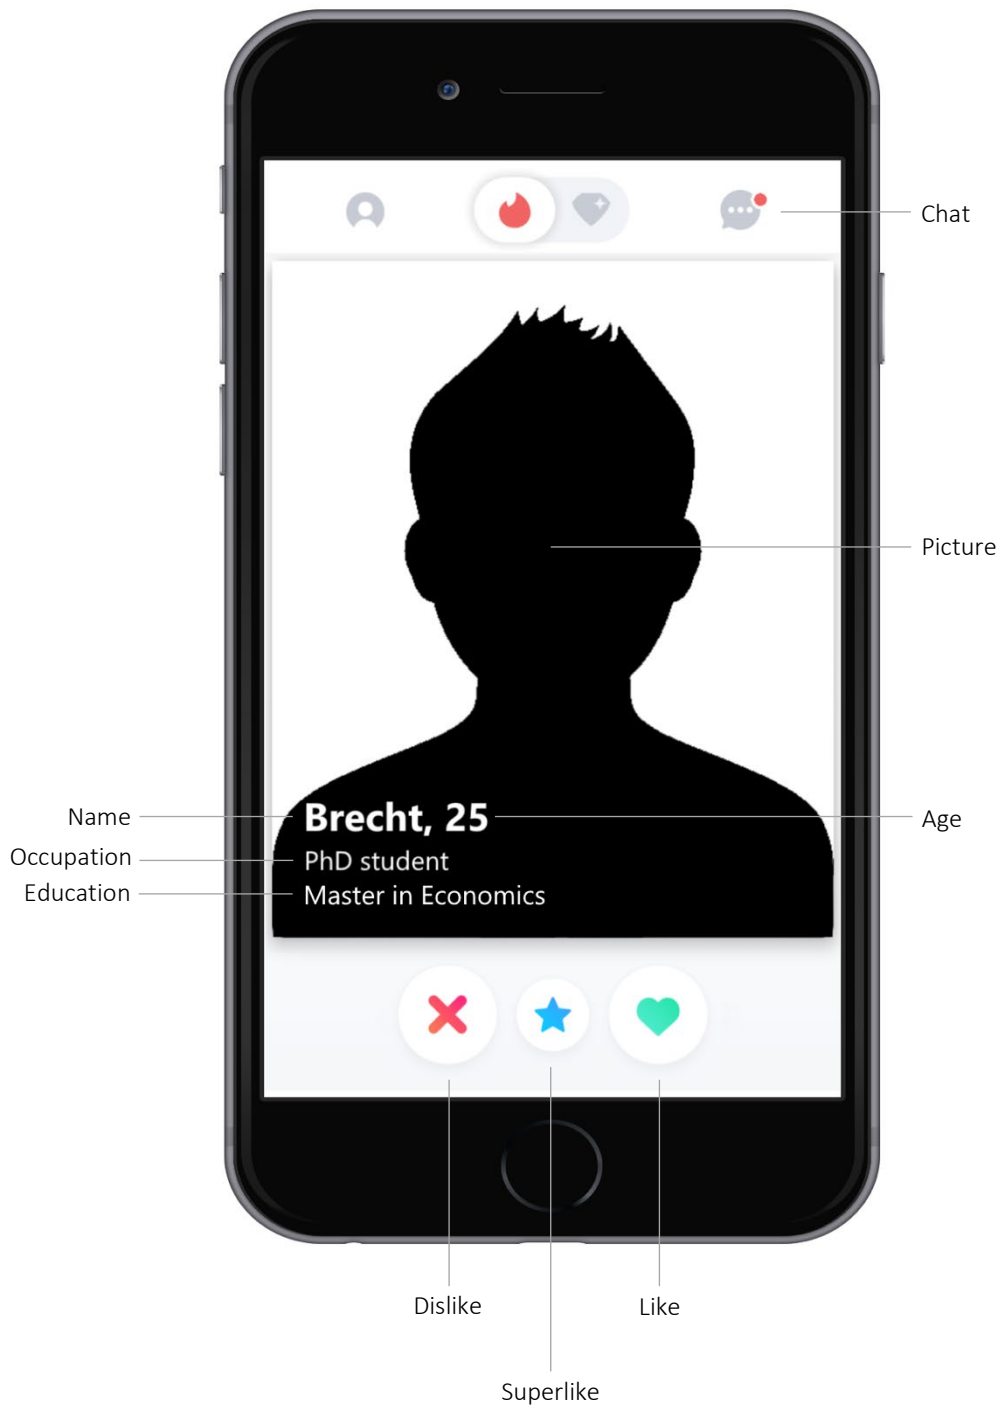 Chat
Picture
Name
Brecht, 25
Age
Occupation
PhD student
Education
Master in Economics
Dislike
Like
Superlike